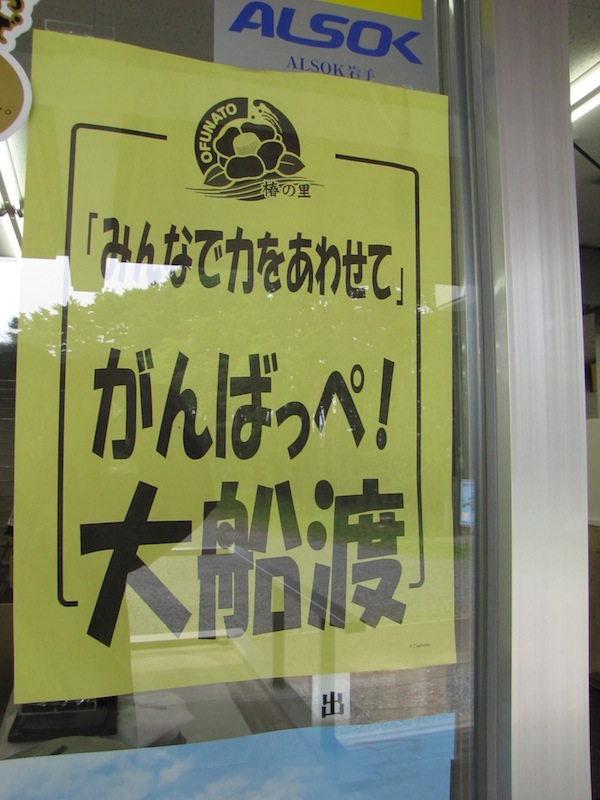 ALSOK
ALSOK岩手
OFUNATO
椿の里
「みんなで力をあわせて」
がんばっぺ！
大船渡
出